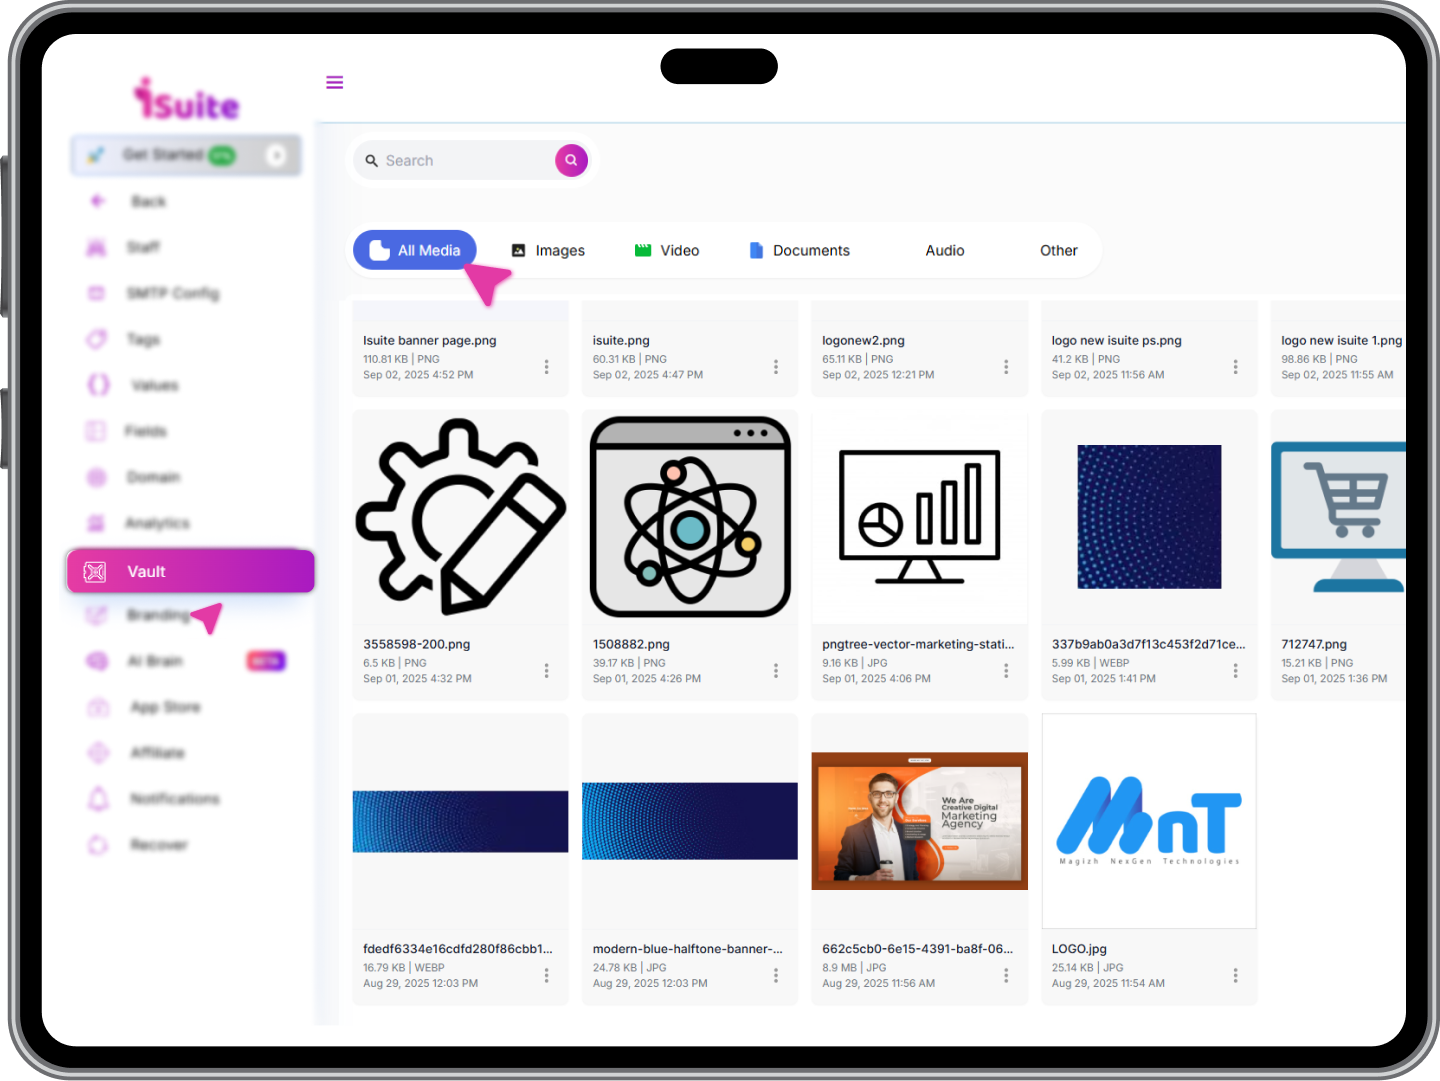 iSuite
Get Started
Back
Staff
SMTP Config
Tags
Values
Fields
Domain
Analytics
Vault
Branding
AI Brain BETA
App Store
Affiliate
Notifications
Recover
Search
All Media Images Video Documents Audio Other
Isuite banner page.png
110.81 KB | PNG
Sep 02, 2025 4:52 PM
isuite.png
60.31 KB | PNG
Sep 02, 2025 4:47 PM
logonew2.png
65.11 KB | PNG
Sep 02, 2025 12:21 PM
logo new isuite ps.png
41.2 KB | PNG
Sep 02, 2025 11:56 AM
logo new isuite 1.png
98.86 KB | PNG
Sep 02, 2025 11:55 AM
3558598-200.png
6.5 KB | PNG
Sep 01, 2025 4:32 PM
1508882.png
39.17 KB | PNG
Sep 01, 2025 4:26 PM
pngtree-vector-marketing-stati...
9.16 KB | JPG
Sep 01, 2025 4:06 PM
337b9ab0a3d7f13c453f2d71ce...
5.99 KB | WEBP
Sep 01, 2025 1:41 PM
712747.png
15.21 KB | PNG
Sep 01, 2025 1:36 PM
We Are
Creative Digital
Marketing
Agency
MnT
Magizh NexGen Technologies
fdedf6334e16cdfd280f86cbb1...
16.79 KB | WEBP
Aug 29, 2025 12:03 PM
modern-blue-halftone-banner-...
24.78 KB | JPG
Aug 29, 2025 12:03 PM
662c5cb0-6e15-4391-ba8f-06...
8.9 MB | JPG
Aug 29, 2025 11:56 AM
LOGO.jpg
25.14 KB | JPG
Aug 29, 2025 11:54 AM